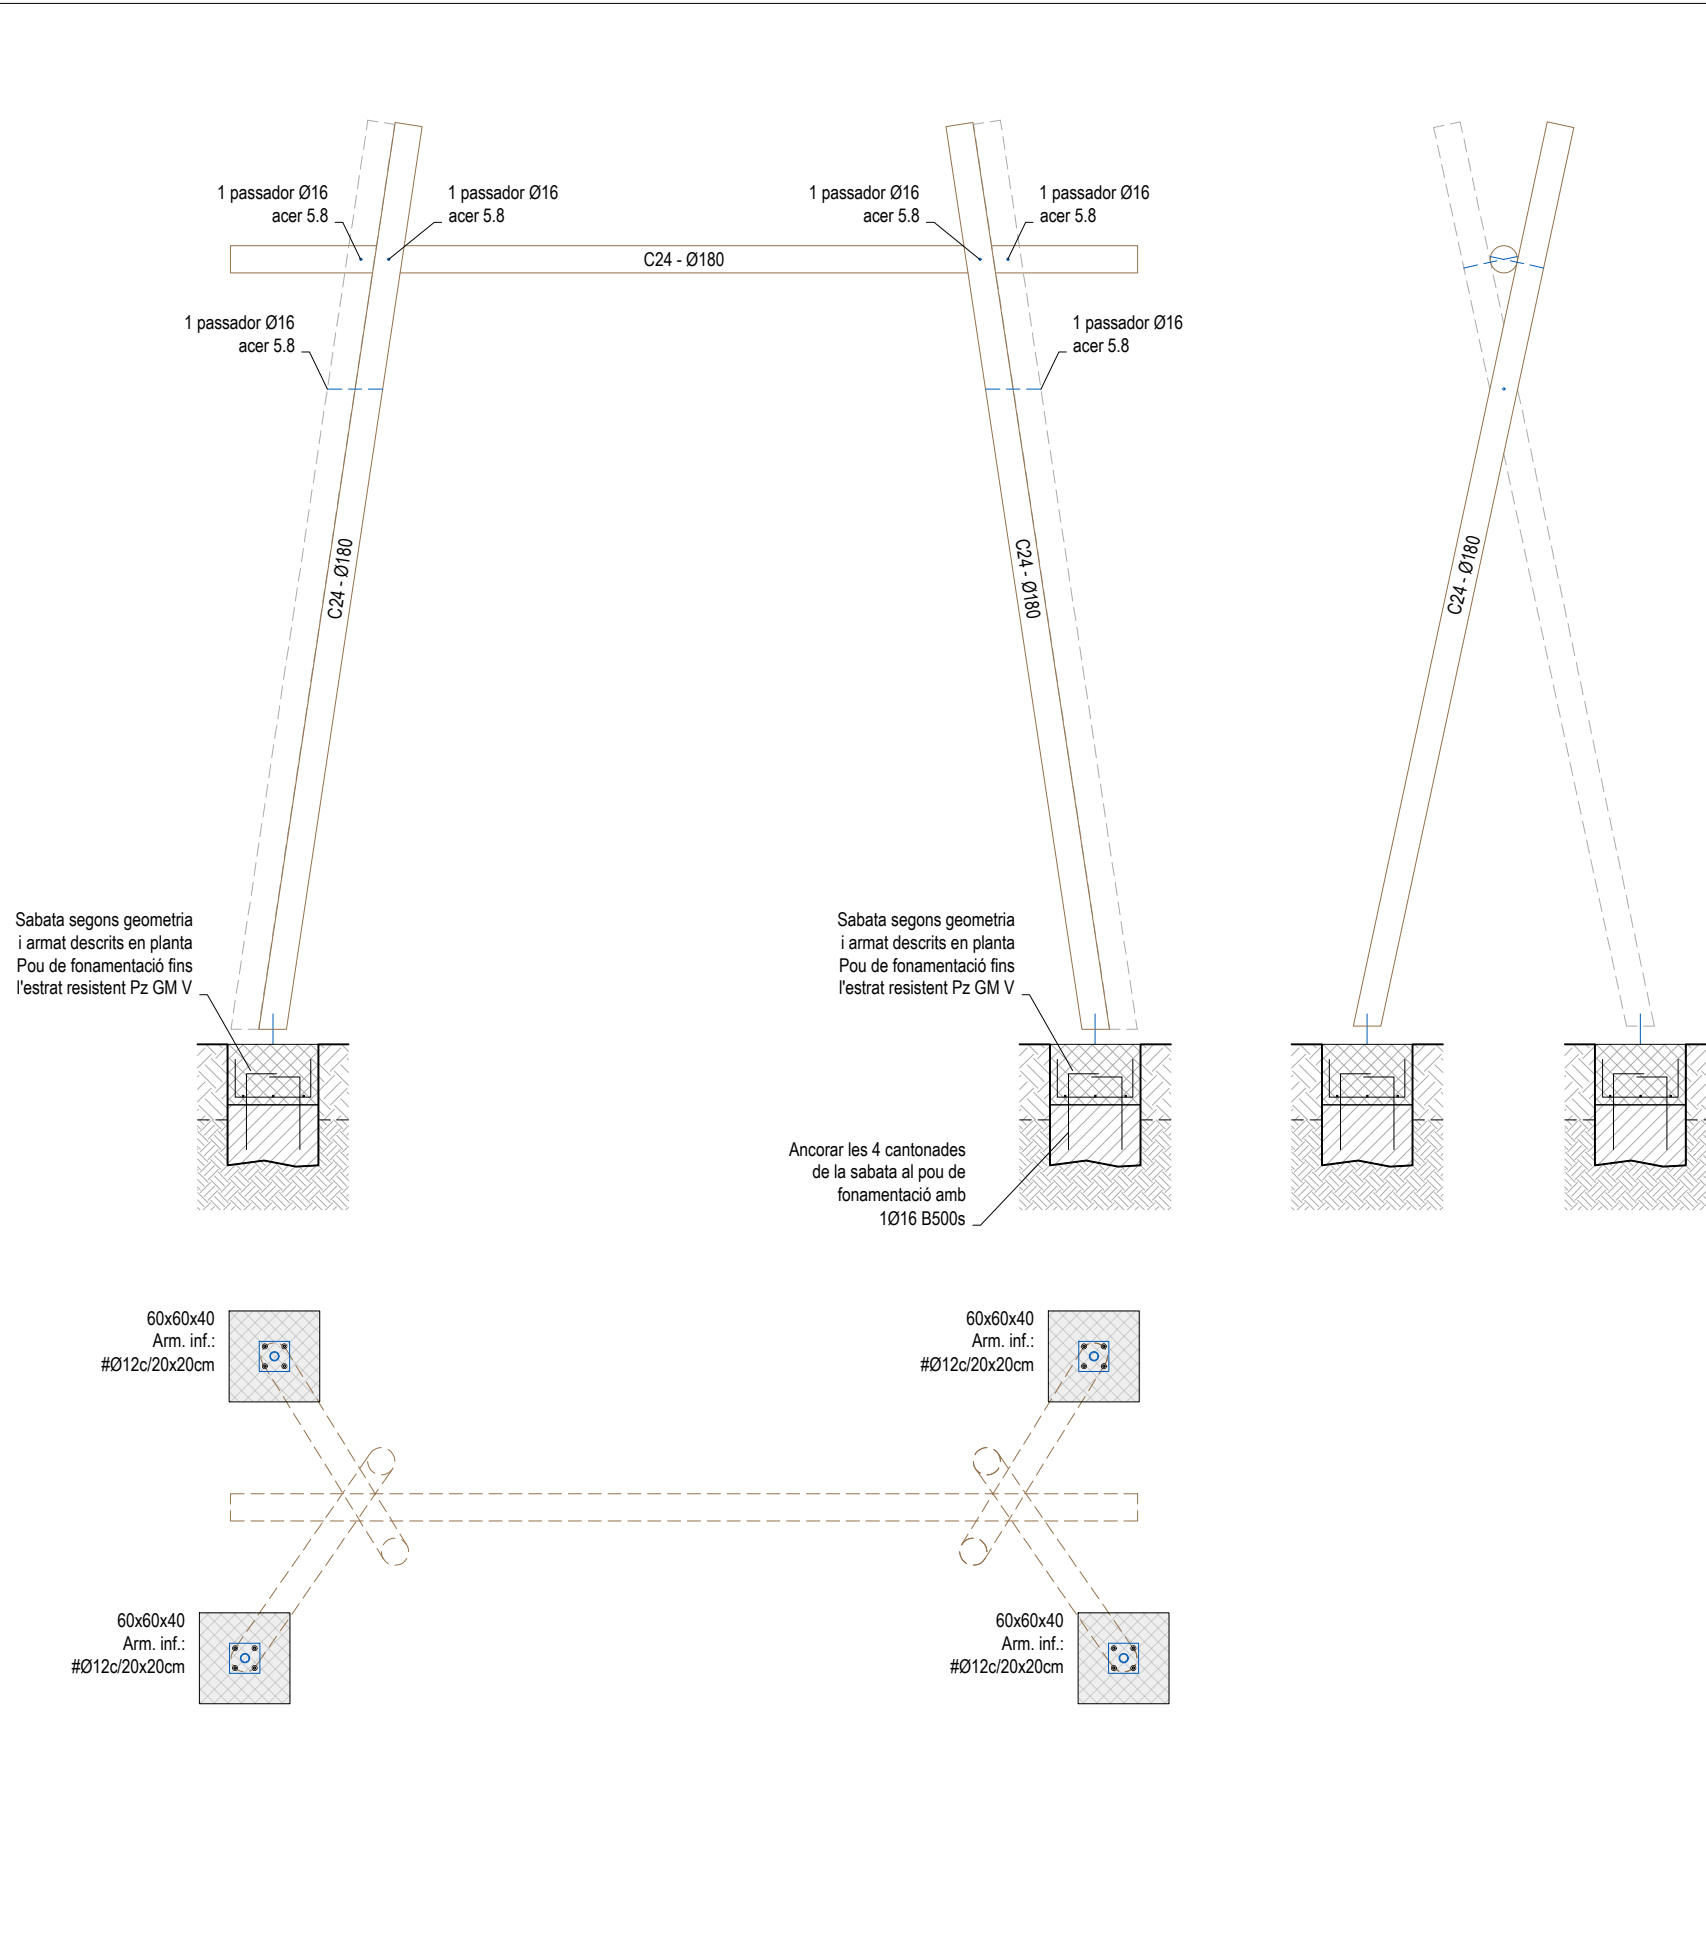 1 passador Ø16
acer 5.8
1 passador Ø16
acer 5.8
1 passador Ø16
acer 5.8
1 passador Ø16
acer 5.8
C24 - Ø180
1 passador Ø16
acer 5.8
1 passador Ø16
acer 5.8
C24 - Ø180
C24 - Ø180
C24 - Ø180
Sabata segons geometria
i armat descrits en planta
Pou de fonamentació fins
l'estrat resistent Pz GM V
Sabata segons geometria
i armat descrits en planta
Pou de fonamentació fins
l'estrat resistent Pz GM V
Ancorar les 4 cantonades
de la sabata al pou de
fonamentació amb
1Ø16 B500s
60x60x40
Arm. inf.:
#Ø12c/20x20cm
60x60x40
Arm. inf.:
#Ø12c/20x20cm
60x60x40
Arm. inf.:
#Ø12c/20x20cm
60x60x40
Arm. inf.:
#Ø12c/20x20cm